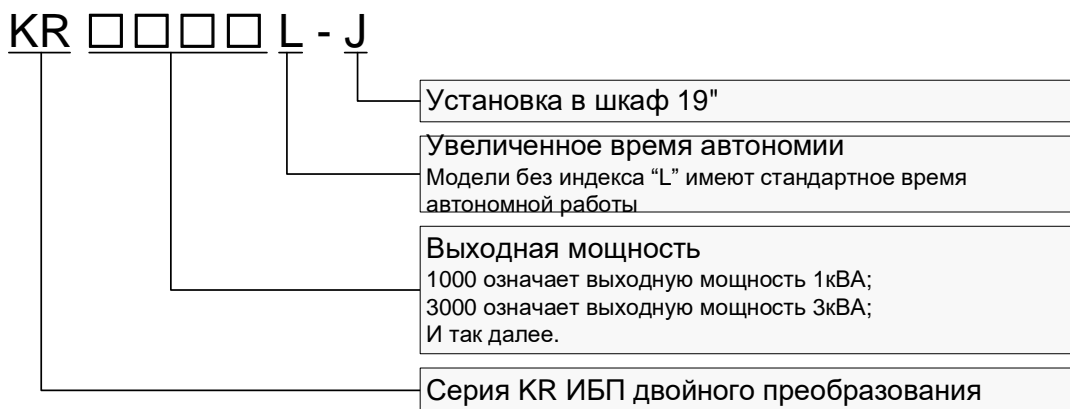 KR □□□□ L - J
Установка в шкаф 19"
Увеличенное время автономии
Модели без индекса “L” имеют стандартное время
автономной работы
Выходная мощность
1000 означает выходную мощность 1кВА;
3000 означает выходную мощность 3кВА;
И так далее.
Серия KR ИБП двойного преобразования